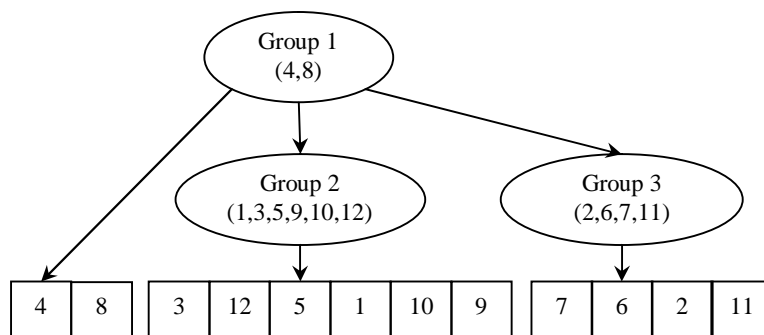 Group 1
(4,8)
Group 2
(1,3,5,9,10,12)
Group 3
(2,6,7,11)
4 8 3 12 5 1 10 9 7 6 2 11